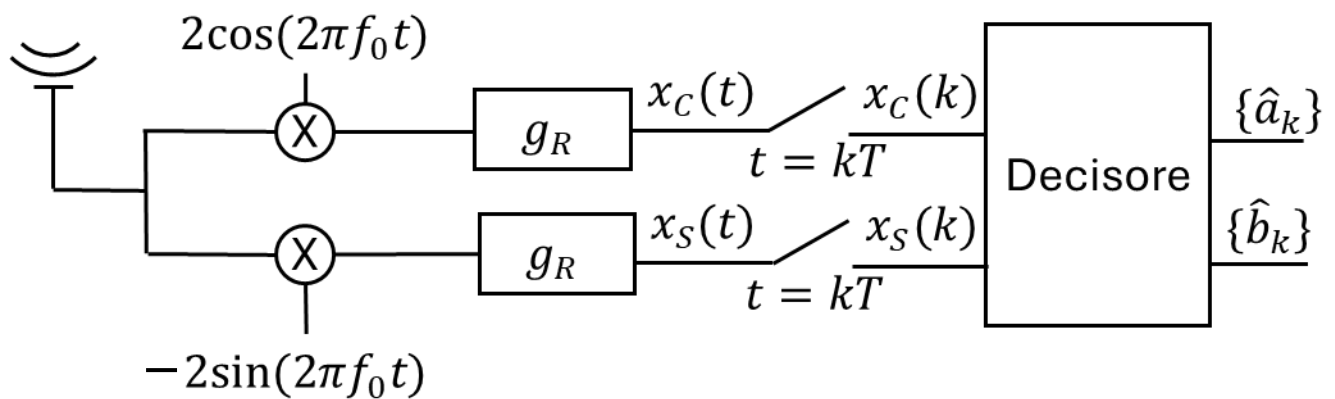 2cos(2πf₀t)
X
g_R
x_C(t)
t = kT
x_C(k)
X
g_R
x_S(t)
t = kT
x_S(k)
−2sin(2πf₀t)
Decisore
{â_k}
{b̂_k}